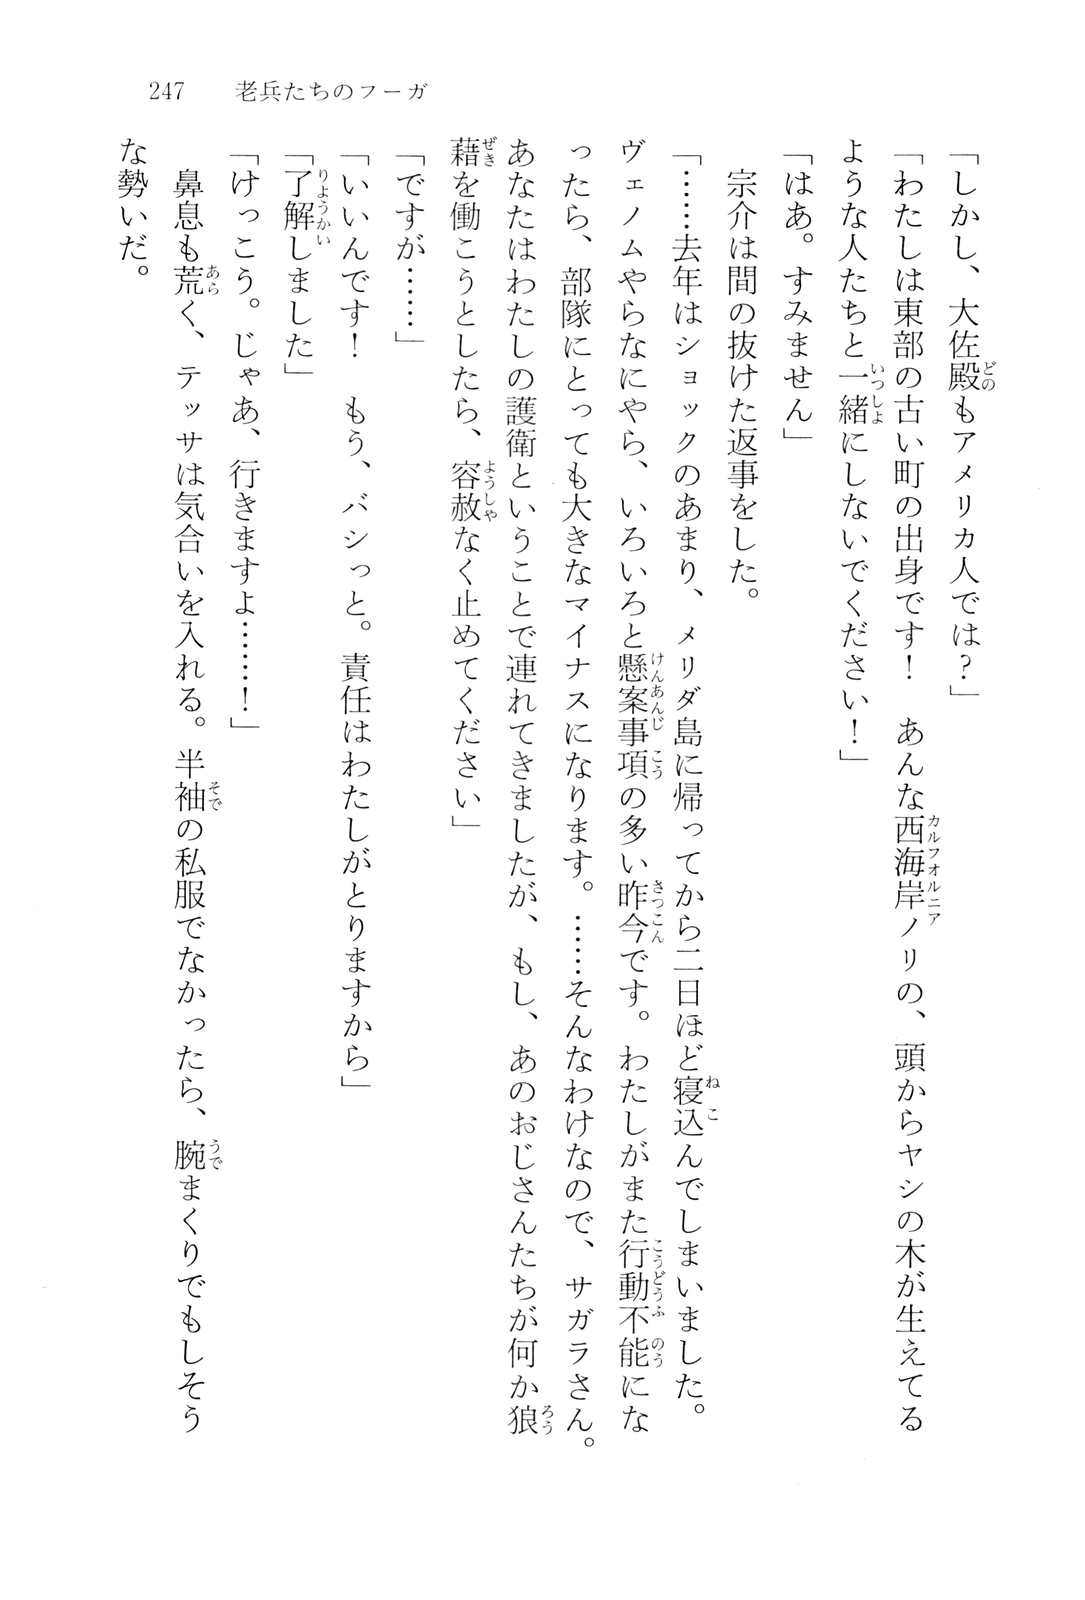 247　老兵たちのフーガ
「しかし、大佐殿もアメリカ人では？」
「わたしは東部の古い町の出身です！　あんな西海岸ノリの、頭からヤシの木が生えてる
ような人たちと一緒にしないでください！」
「はあ。すみません」
　宗介は間の抜けた返事をした。
「……去年はショックのあまり、メリダ島に帰ってから二日ほど寝込んでしまいました。
ヴェノムやらなにやら、いろいろと懸案事項の多い昨今です。わたしがまた行動不能にな
ったら、部隊にとっても大きなマイナスになります。……そんなわけなので、サガラさん。
あなたはわたしの護衛ということで連れてきましたが、もし、あのおじさんたちが何か狼
藉を働こうとしたら、容赦なく止めてください」
「ですが……」
「いいんです！　もう、バシっと。責任はわたしがとりますから」
「了解しました」
「けっこう。じゃあ、行きますよ……！」
　鼻息も荒く、テッサは気合いを入れる。半袖の私服でなかったら、腕まくりでもしそう
な勢いだ。